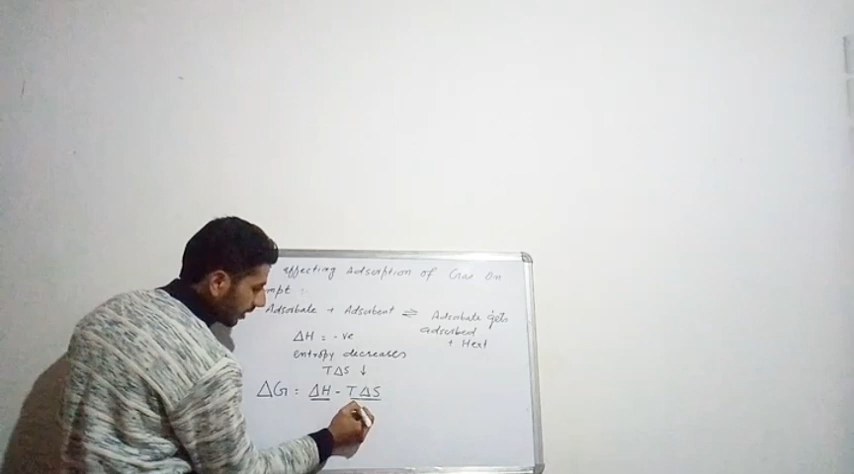 effecting Adsorption of Gas On
mpt :
Adsorbate + Adsorbent ⇌ Adsorbate gets
adsorbed
+ Heat
ΔH = -ve
entropy decreases
TΔS ↓
ΔG = ΔH - TΔS